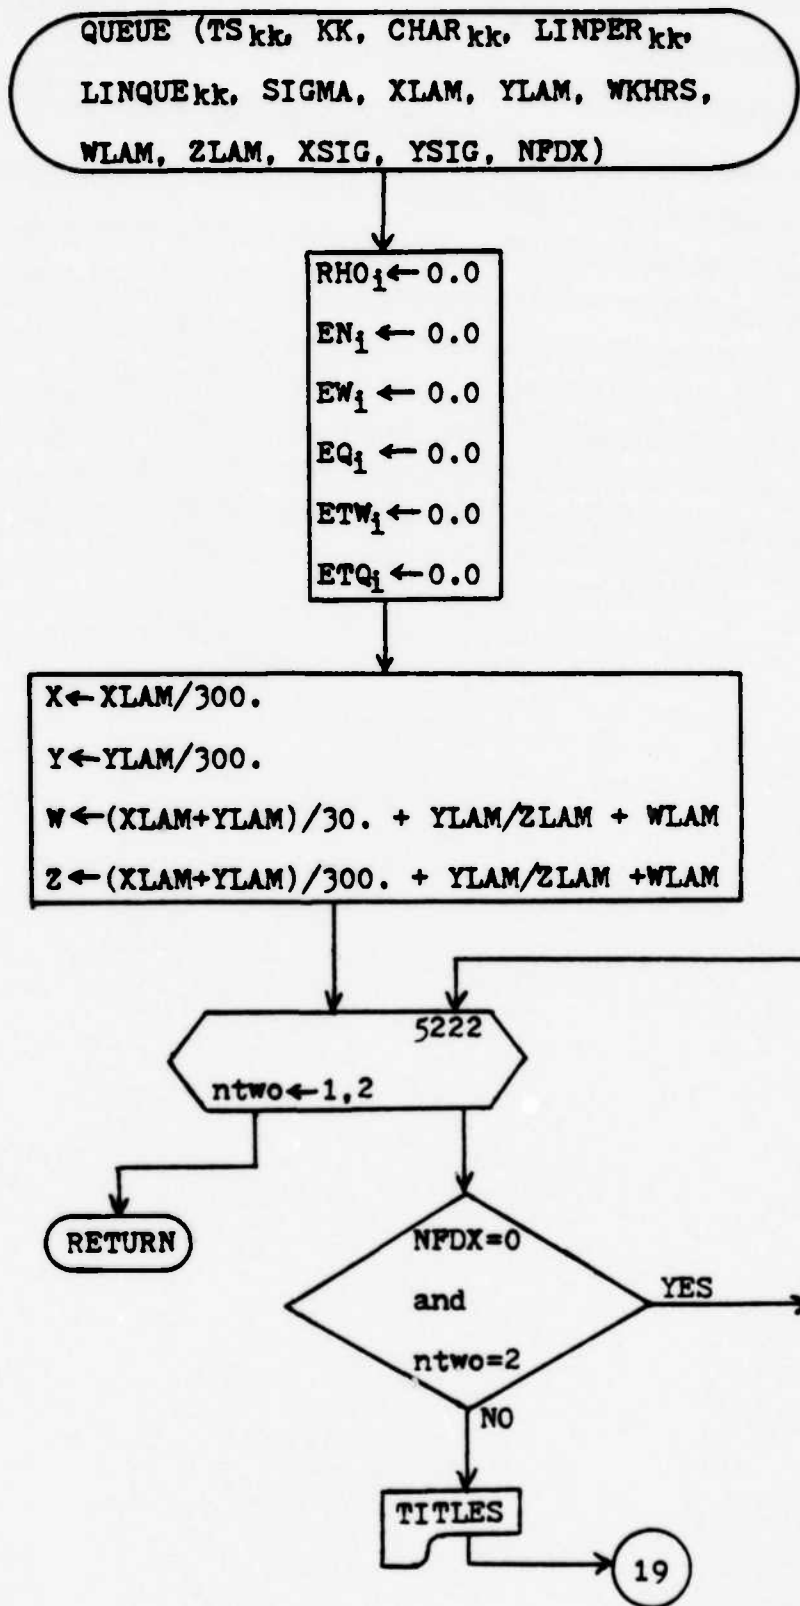 QUEUE (TSkk, KK, CHARkk, LINPERkk,
LINQUEkk, SIGMA, XLAM, YLAM, WKHRS,
WLAM, ZLAM, XSIG, YSIG, NFDX)
RHOi←0.0
ENi ← 0.0
EWi ← 0.0
EQi ← 0.0
ETWi ← 0.0
ETQi ← 0.0
X←XLAM/300.
Y←YLAM/300.
W←(XLAM+YLAM)/30. + YLAM/ZLAM + WLAM
Z←(XLAM+YLAM)/300. + YLAM/ZLAM +WLAM
5222
ntwo←1,2
RETURN
NFDX=0
and
ntwo=2
YES
NO
TITLES
19